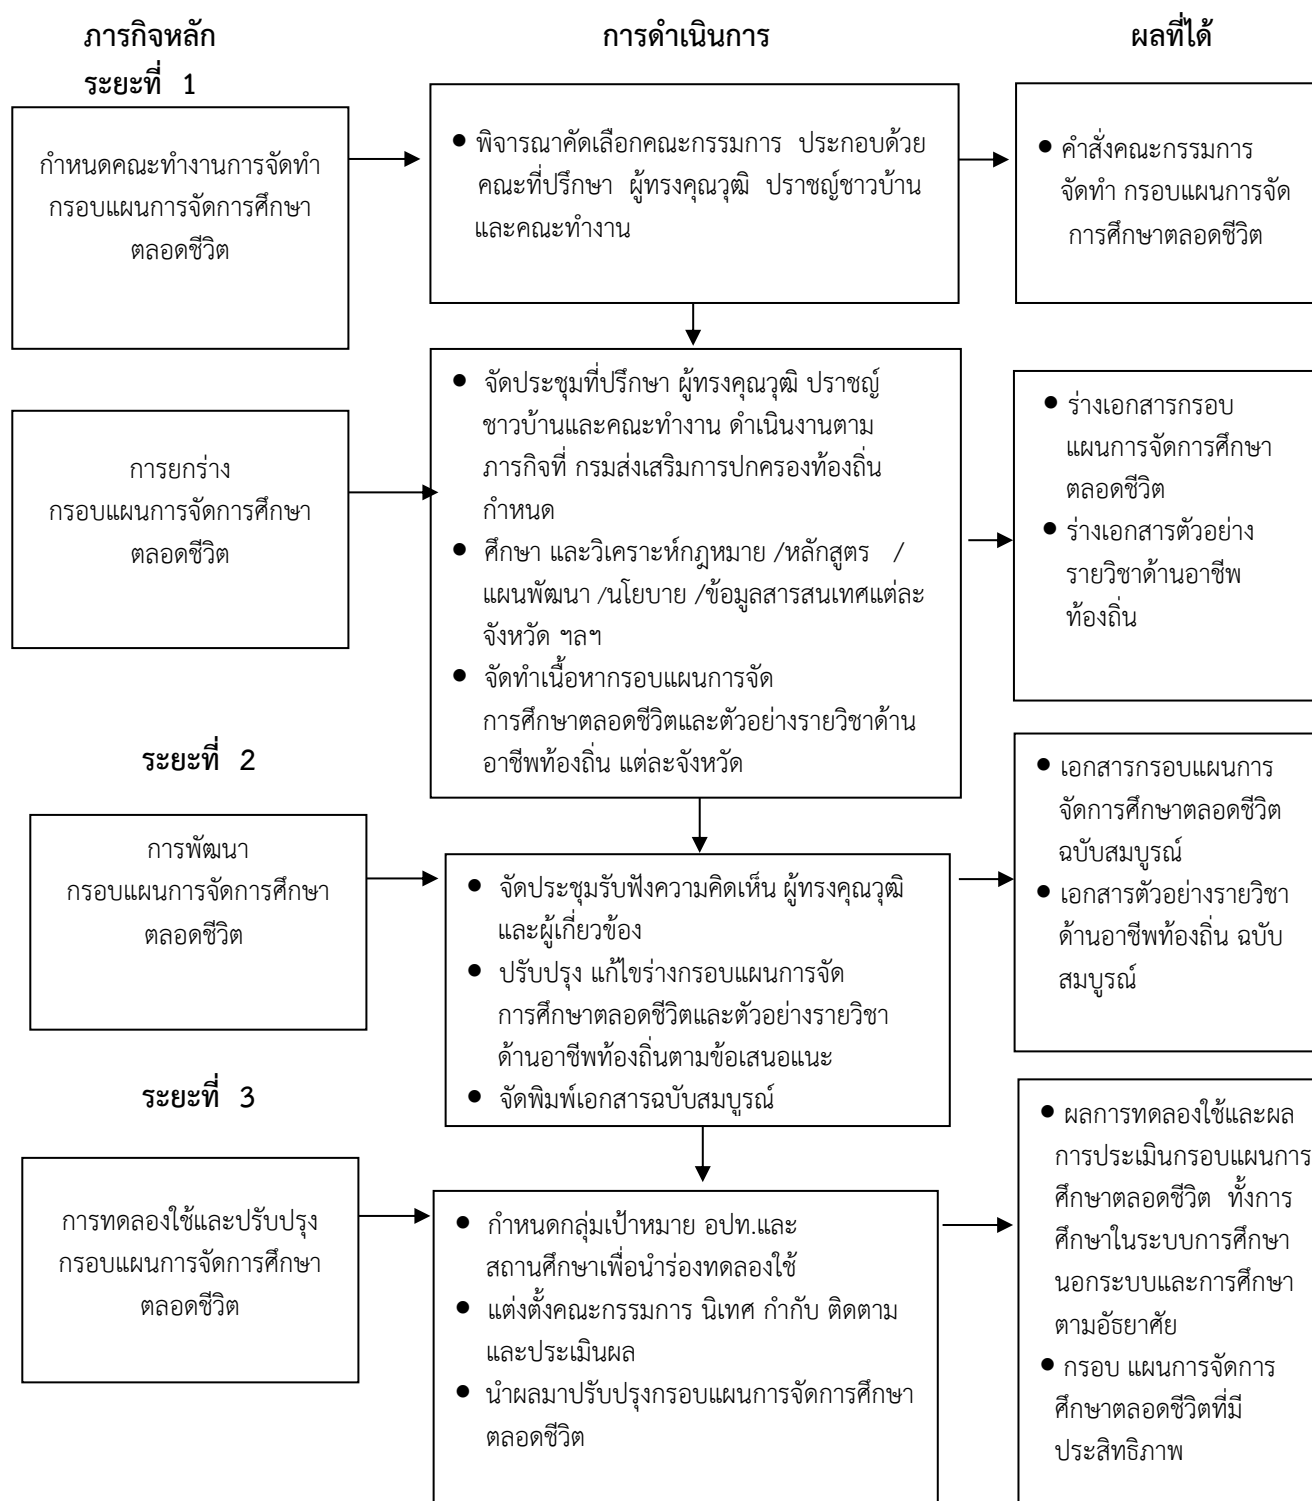 ภารกิจหลัก
การดำเนินการ
ผลที่ได้
ระยะที่ 1
กำหนดคณะทำงานการจัดทำ
กรอบแผนการจัดการศึกษา
ตลอดชีวิต
● พิจารณาคัดเลือกคณะกรรมการ ประกอบด้วย
คณะที่ปรึกษา ผู้ทรงคุณวุฒิ ปราชญ์ชาวบ้าน
และคณะทำงาน
● คำสั่งคณะกรรมการ
จัดทำ กรอบแผนการจัด
การศึกษาตลอดชีวิต
การยกร่าง
กรอบแผนการจัดการศึกษา
ตลอดชีวิต
● จัดประชุมที่ปรึกษา ผู้ทรงคุณวุฒิ ปราชญ์
ชาวบ้านและคณะทำงาน ดำเนินงานตาม
ภารกิจที่ กรมส่งเสริมการปกครองท้องถิ่น
กำหนด
● ศึกษา และวิเคราะห์กฎหมาย /หลักสูตร /
แผนพัฒนา /นโยบาย /ข้อมูลสารสนเทศแต่ละ
จังหวัด ฯลฯ
● จัดทำเนื้อหากรอบแผนการจัด
การศึกษาตลอดชีวิตและตัวอย่างรายวิชาด้าน
อาชีพท้องถิ่น แต่ละจังหวัด
● ร่างเอกสารกรอบ
แผนการจัดการศึกษา
ตลอดชีวิต
● ร่างเอกสารตัวอย่าง
รายวิชาด้านอาชีพ
ท้องถิ่น
ระยะที่ 2
การพัฒนา
กรอบแผนการจัดการศึกษา
ตลอดชีวิต
● จัดประชุมรับฟังความคิดเห็น ผู้ทรงคุณวุฒิ
และผู้เกี่ยวข้อง
● ปรับปรุง แก้ไขร่างกรอบแผนการจัด
การศึกษาตลอดชีวิตและตัวอย่างรายวิชา
ด้านอาชีพท้องถิ่นตามข้อเสนอแนะ
● จัดพิมพ์เอกสารฉบับสมบูรณ์
● เอกสารกรอบแผนการ
จัดการศึกษาตลอดชีวิต
ฉบับสมบูรณ์
● เอกสารตัวอย่างรายวิชา
ด้านอาชีพท้องถิ่น ฉบับ
สมบูรณ์
ระยะที่ 3
การทดลองใช้และปรับปรุง
กรอบแผนการจัดการศึกษา
ตลอดชีวิต
● กำหนดกลุ่มเป้าหมาย อปท.และ
สถานศึกษาเพื่อนำร่องทดลองใช้
● แต่งตั้งคณะกรรมการ นิเทศ กำกับ ติดตาม
และประเมินผล
● นำผลมาปรับปรุงกรอบแผนการจัดการศึกษา
ตลอดชีวิต
● ผลการทดลองใช้และผล
การประเมินกรอบแผนการ
ศึกษาตลอดชีวิต ทั้งการ
ศึกษาในระบบการศึกษา
นอกระบบและการศึกษา
ตามอัธยาศัย
● กรอบ แผนการจัดการ
ศึกษาตลอดชีวิตที่มี
ประสิทธิภาพ